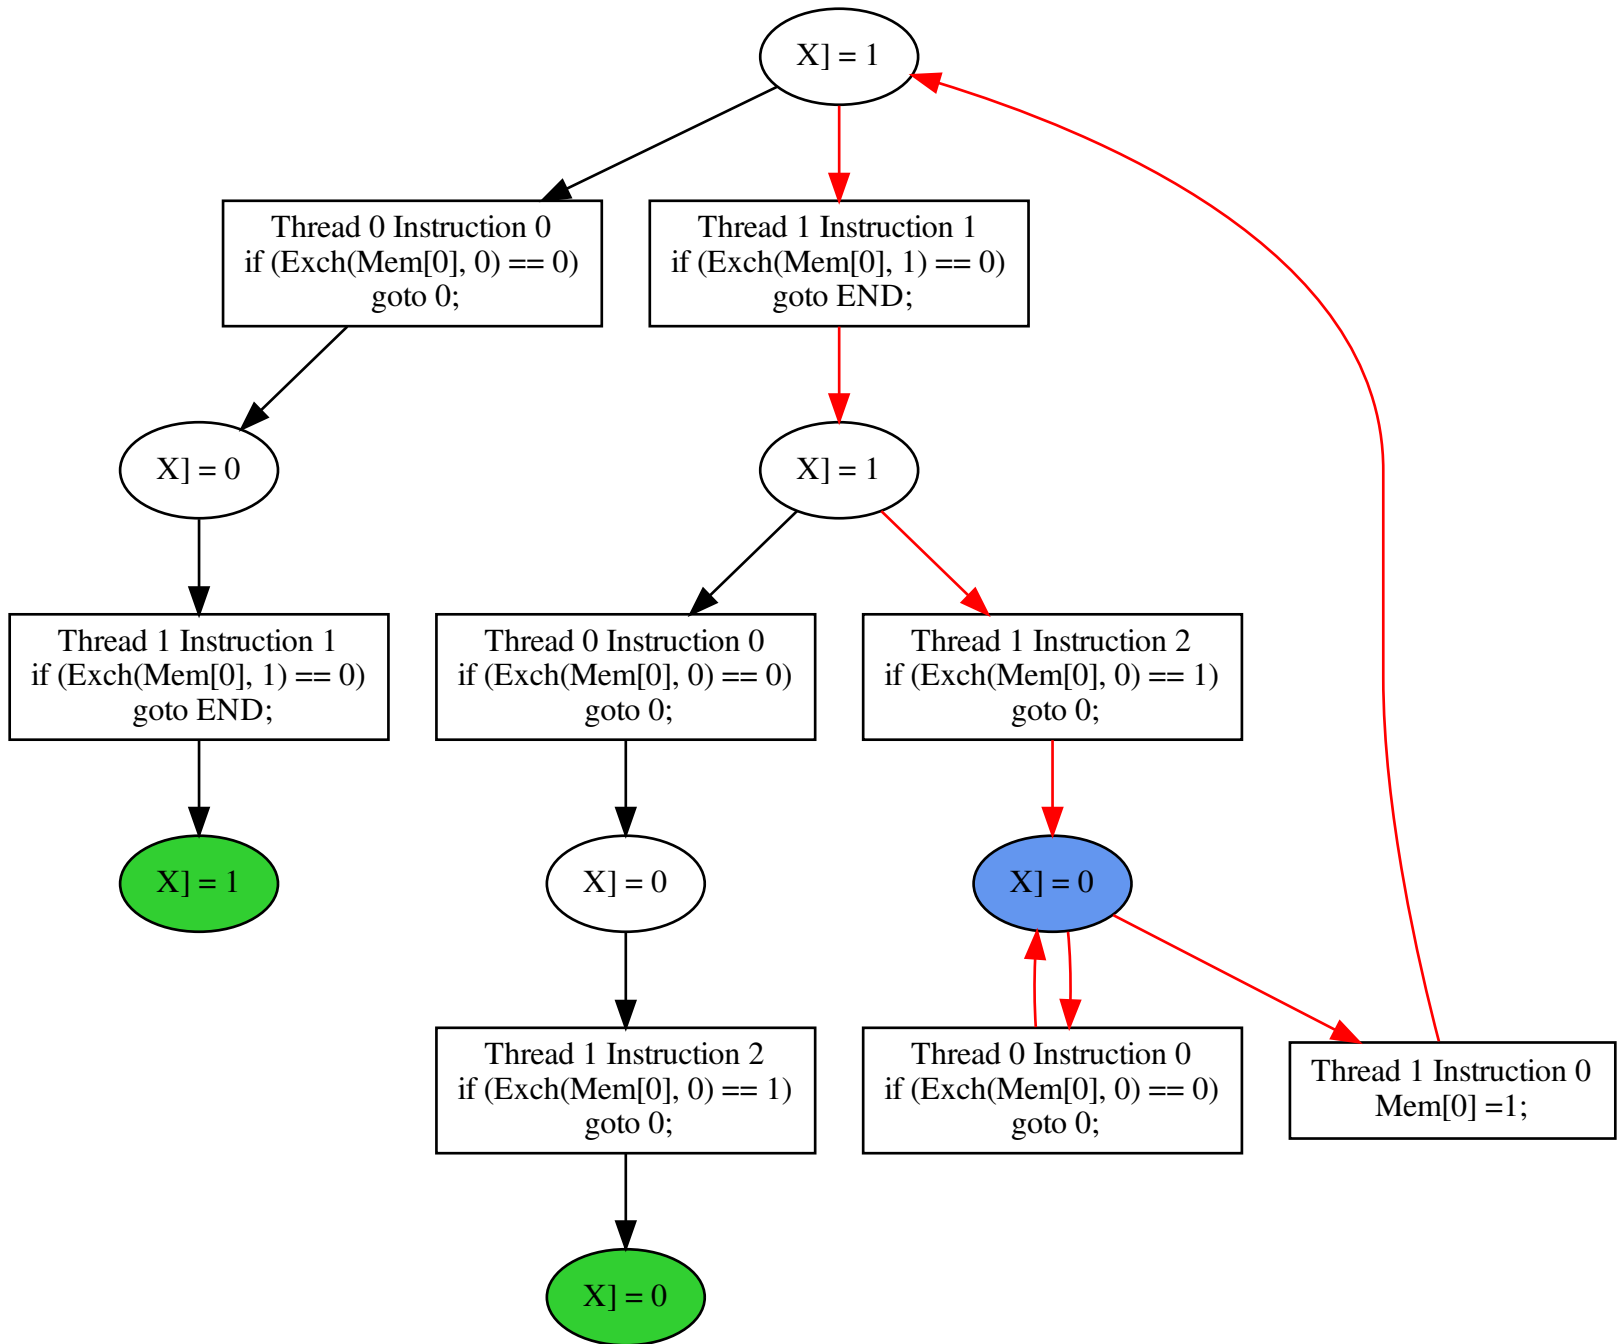 X] = 1
Thread 0 Instruction 0
if (Exch(Mem[0], 0) == 0)
goto 0;
Thread 1 Instruction 1
if (Exch(Mem[0], 1) == 0)
goto END;
X] = 0
X] = 1
Thread 1 Instruction 1
if (Exch(Mem[0], 1) == 0)
goto END;
Thread 0 Instruction 0
if (Exch(Mem[0], 0) == 0)
goto 0;
Thread 1 Instruction 2
if (Exch(Mem[0], 0) == 1)
goto 0;
X] = 1
X] = 0
X] = 0
Thread 1 Instruction 2
if (Exch(Mem[0], 0) == 1)
goto 0;
Thread 0 Instruction 0
if (Exch(Mem[0], 0) == 0)
goto 0;
Thread 1 Instruction 0
Mem[0] =1;
X] = 0